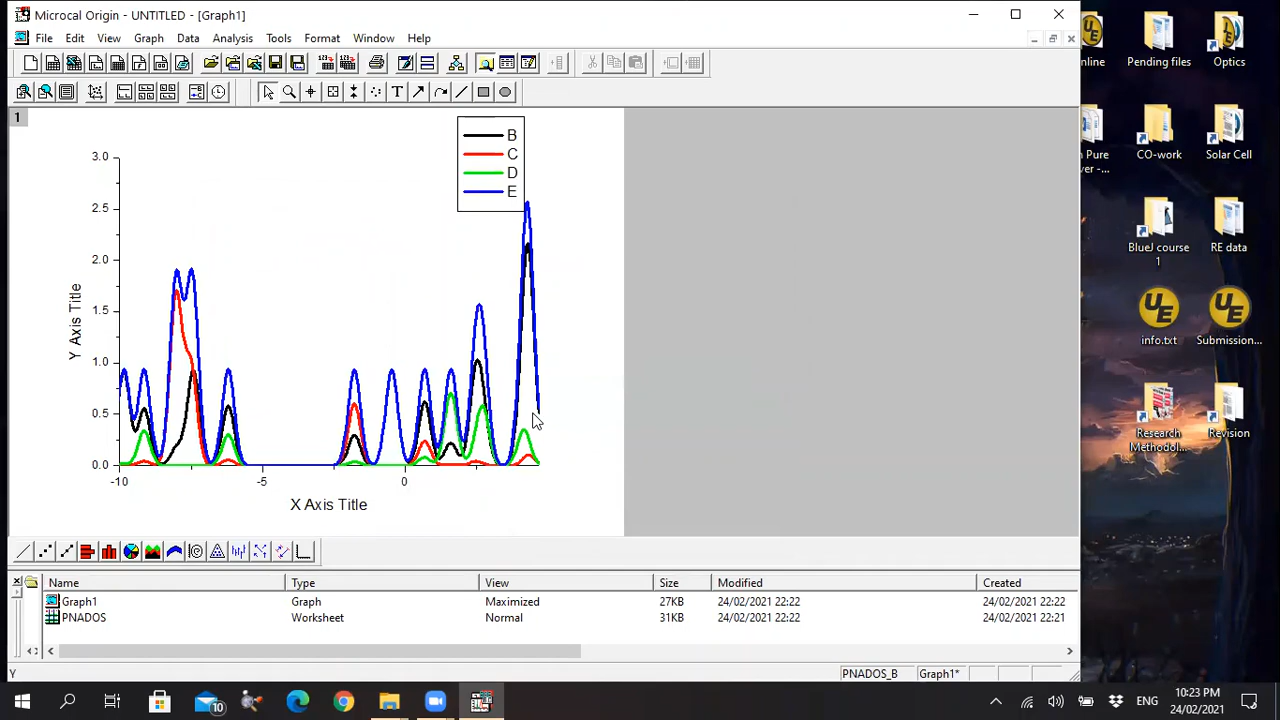 Microcal Origin - UNTITLED - [Graph1]
File Edit View Graph Data Analysis Tools Format Window Help
1
B
C
D
E
3.0
2.5
2.0
1.5
1.0
0.5
0.0
Y Axis Title
-10 -5 0
X Axis Title
Name Type View Size Modified Created
Graph1 Graph Maximized 27KB 24/02/2021 22:22 24/02/2021 22:22
PNADOS Worksheet Normal 31KB 24/02/2021 22:22 24/02/2021 22:21
Y
PNADOS_B Graph1*
nline
Pending files
Optics
Pure
ver -...
CO-work
Solar Cell
BlueJ course
1
RE data
info.txt
Submission...
Research
Methodol...
Revision
10
ENG
10:23 PM
24/02/2021